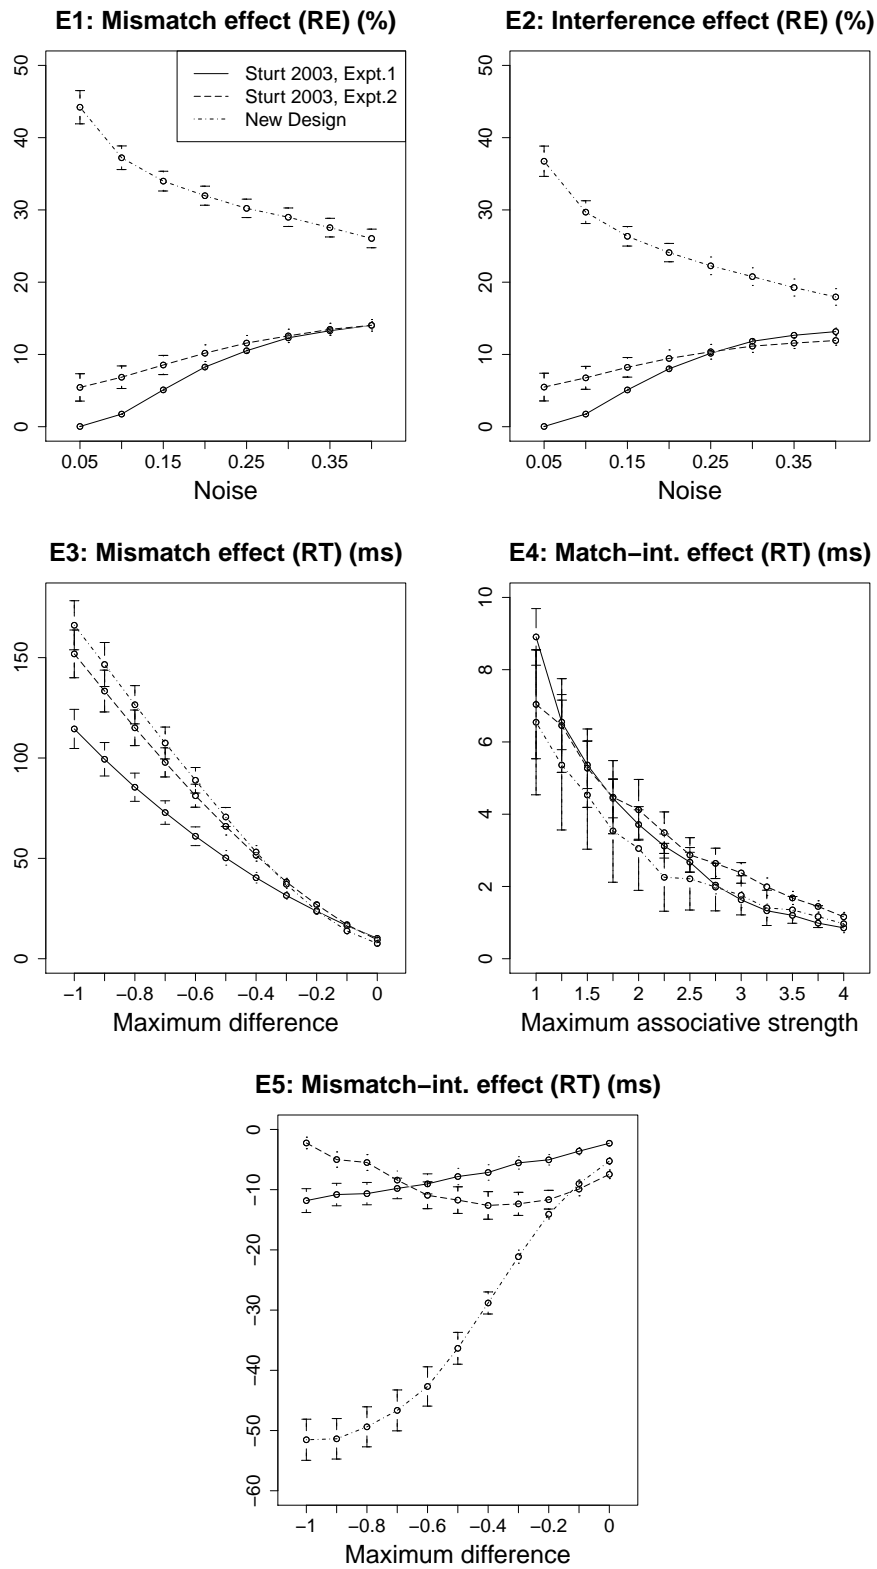 E1: Mismatch effect (RE) (%)
50
40
30
20
10
0
Sturt 2003, Expt.1
Sturt 2003, Expt.2
New Design
0.05 0.15 0.25 0.35
Noise
E2: Interference effect (RE) (%)
50
40
30
20
10
0
0.05 0.15 0.25 0.35
Noise
E3: Mismatch effect (RT) (ms)
150
100
50
0
−1 −0.8 −0.6 −0.4 −0.2 0
Maximum difference
E4: Match−int. effect (RT) (ms)
10
8
6
4
2
0
1 1.5 2 2.5 3 3.5 4
Maximum associative strength
E5: Mismatch−int. effect (RT) (ms)
0
−10
−20
−30
−40
−50
−60
−1 −0.8 −0.6 −0.4 −0.2 0
Maximum difference